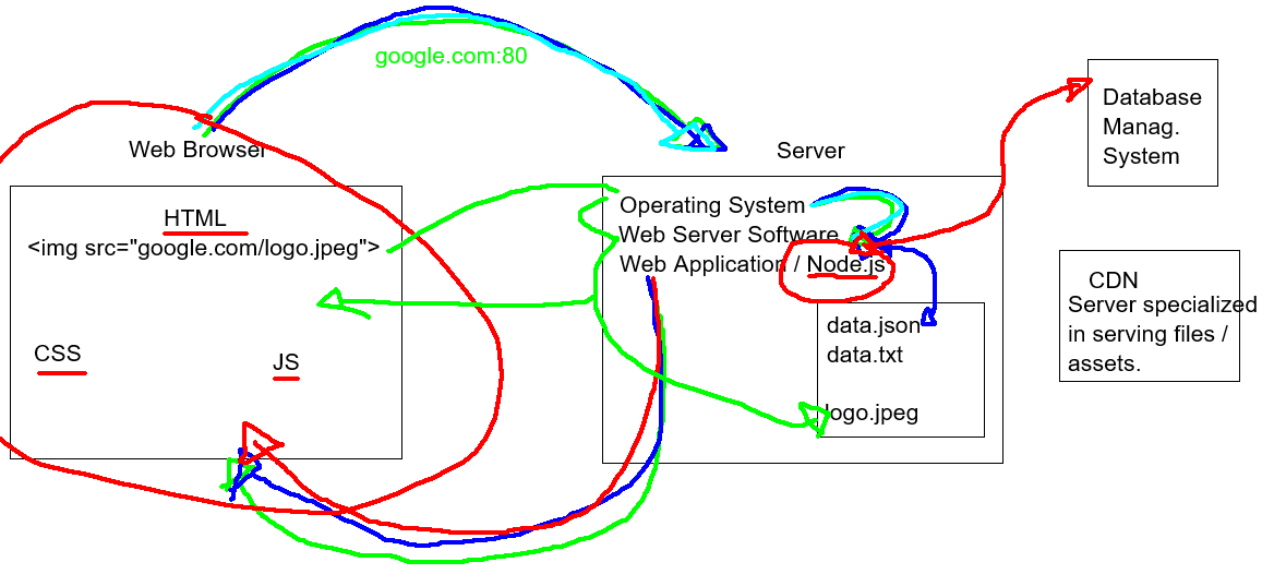 google.com:80
Web Browser
HTML
<img src="google.com/logo.jpeg">
CSS
JS
Server
Operating System
Web Server Software
Web Application / Node.js
data.json
data.txt
logo.jpeg
Database
Manag.
System
CDN
Server specialized
in serving files /
assets.